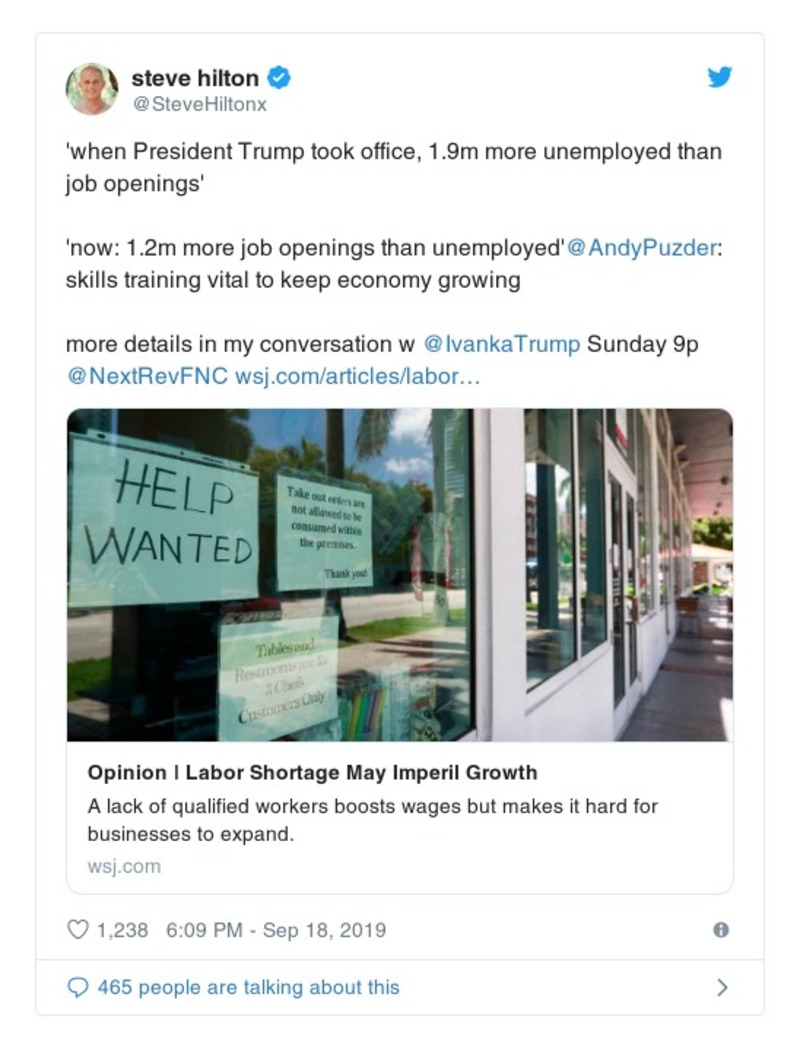 steve hilton
@SteveHiltonx
'when President Trump took office, 1.9m more unemployed than
job openings'
'now: 1.2m more job openings than unemployed'@AndyPuzder:
skills training vital to keep economy growing
more details in my conversation w @IvankaTrump Sunday 9p
@NextRevFNC wsj.com/articles/labor…
HELP
WANTED
Take out orders are
not allowed to be
consumed within
the premises.
Thank you!
Tables and
Restrooms are for
3 Chefs
Customers Only
Opinion | Labor Shortage May Imperil Growth
A lack of qualified workers boosts wages but makes it hard for
businesses to expand.
wsj.com
1,238 6:09 PM - Sep 18, 2019
465 people are talking about this